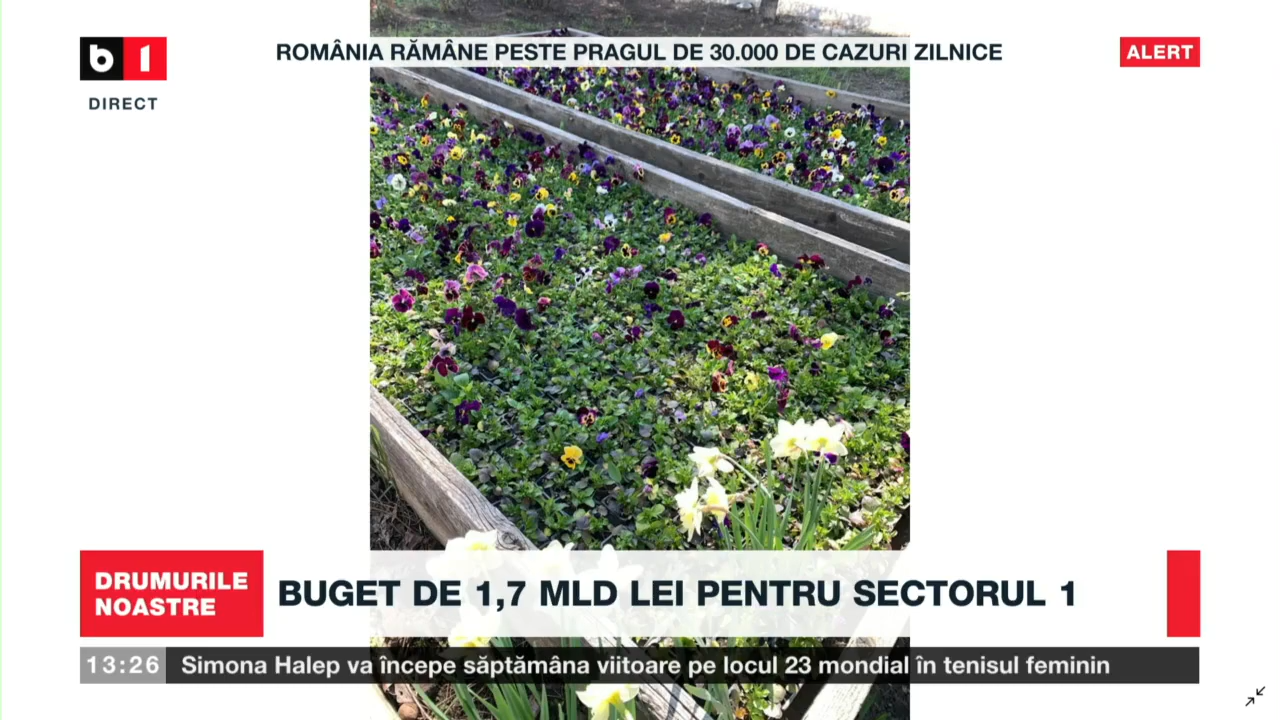 b1
ROMÂNIA RĂMÂNE PESTE PRAGUL DE 30.000 DE CAZURI ZILNICE
ALERT
DIRECT
DRUMURILE
NOASTRE
BUGET DE 1,7 MLD LEI PENTRU SECTORUL 1
13:26 Simona Halep va începe săptămâna viitoare pe locul 23 mondial în tenisul feminin